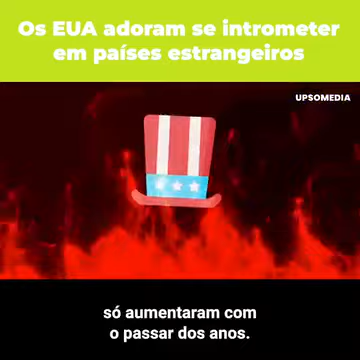 Os EUA adoram se intrometer
em países estrangeiros
UPSOMEDIA
só aumentaram com
o passar dos anos.